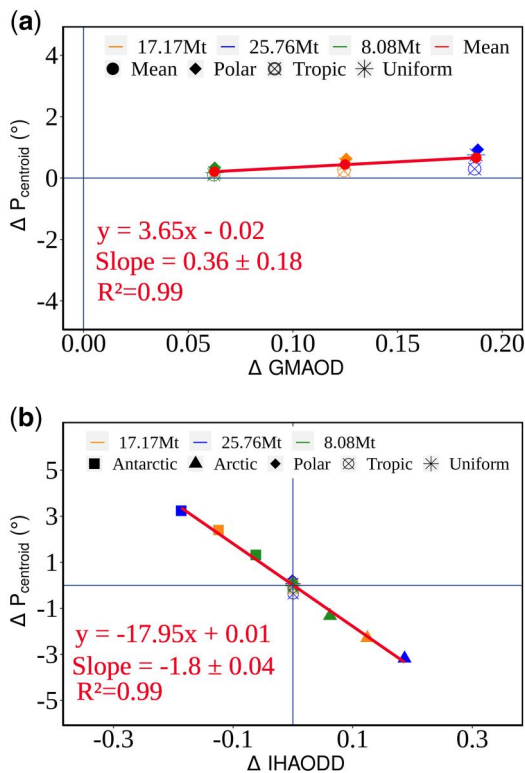 (a)
17.17Mt 25.76Mt 8.08Mt Mean
Mean Polar Tropic Uniform
4
2
0
-2
-4
Δ P centroid (°)
y = 3.65x - 0.02
Slope = 0.36 ± 0.18
R²=0.99
0.00 0.05 0.10 0.15 0.20
Δ GMAOD
(b)
17.17Mt 25.76Mt 8.08Mt
Antarctic Arctic Polar Tropic Uniform
5
3
1
-1
-3
-5
Δ P centroid (°)
y = -17.95x + 0.01
Slope = -1.8 ± 0.04
R²=0.99
-0.3 -0.1 0.1 0.3
Δ IHAODD